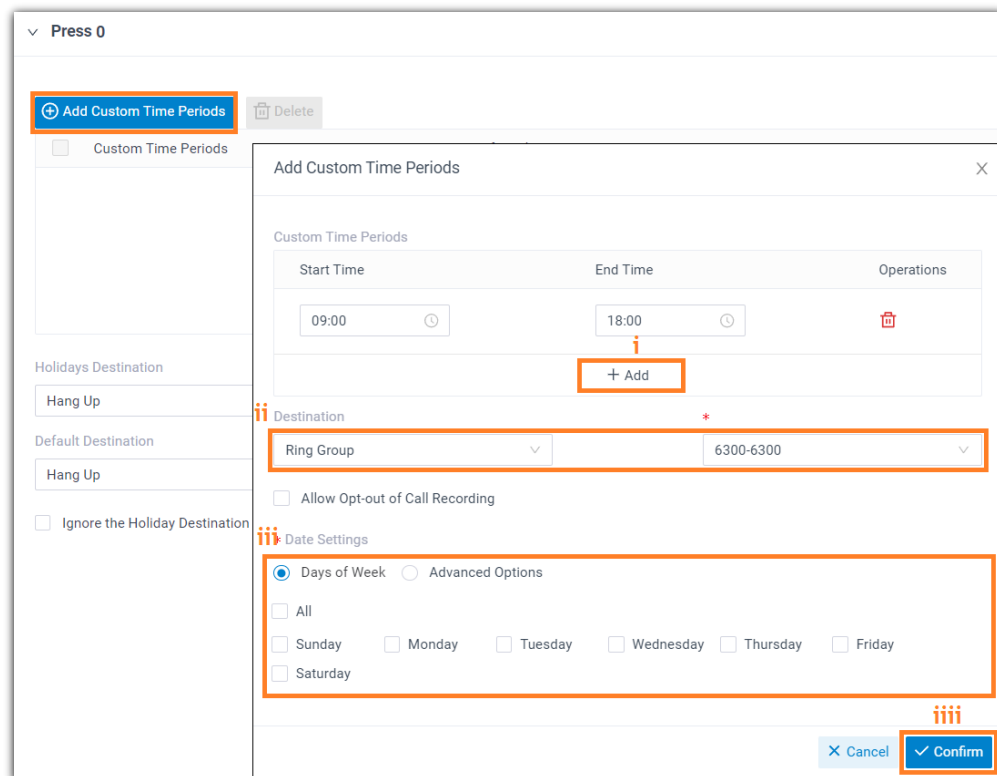 Press 0
Add Custom Time Periods
Delete
Custom Time Periods
Add Custom Time Periods
Custom Time Periods
Start Time End Time Operations
09:00 18:00
i
+ Add
Holidays Destination
Hang Up
ii Destination *
Ring Group 6300-6300
Default Destination
Hang Up
Allow Opt-out of Call Recording
Ignore the Holiday Destination
iii * Date Settings
Days of Week Advanced Options
All
Sunday Monday Tuesday Wednesday Thursday Friday
Saturday
iiii
Cancel Confirm